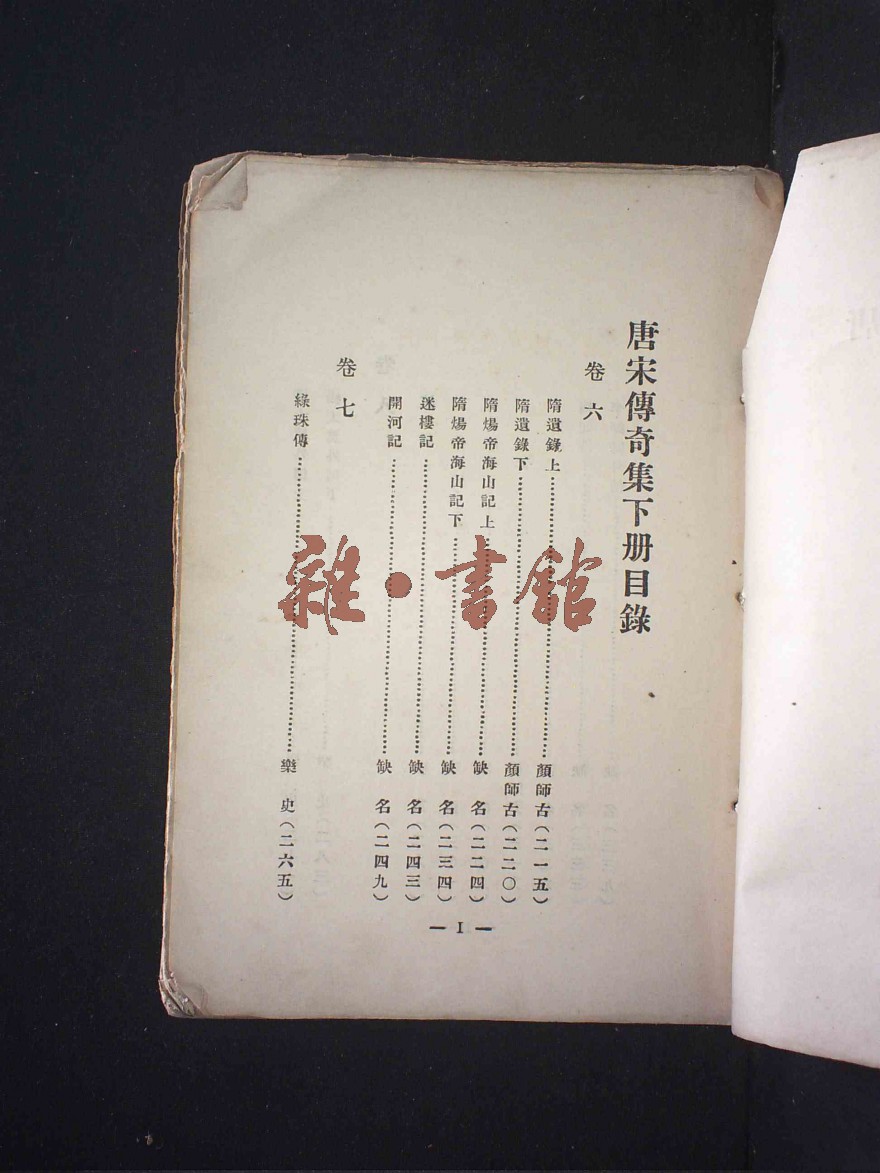 唐宋傳奇集下册目錄
卷六
隋遺錄上……顏師古(二一五)
隋遺錄下……顏師古(二二〇)
隋煬帝海山記上……缺 名(二二四)
隋煬帝海山記下……缺 名(二三四)
迷樓記……缺 名(二四三)
開河記……缺 名(二四九)
卷七
綠珠傳……樂 史(二六五)
— I —
雜·書館